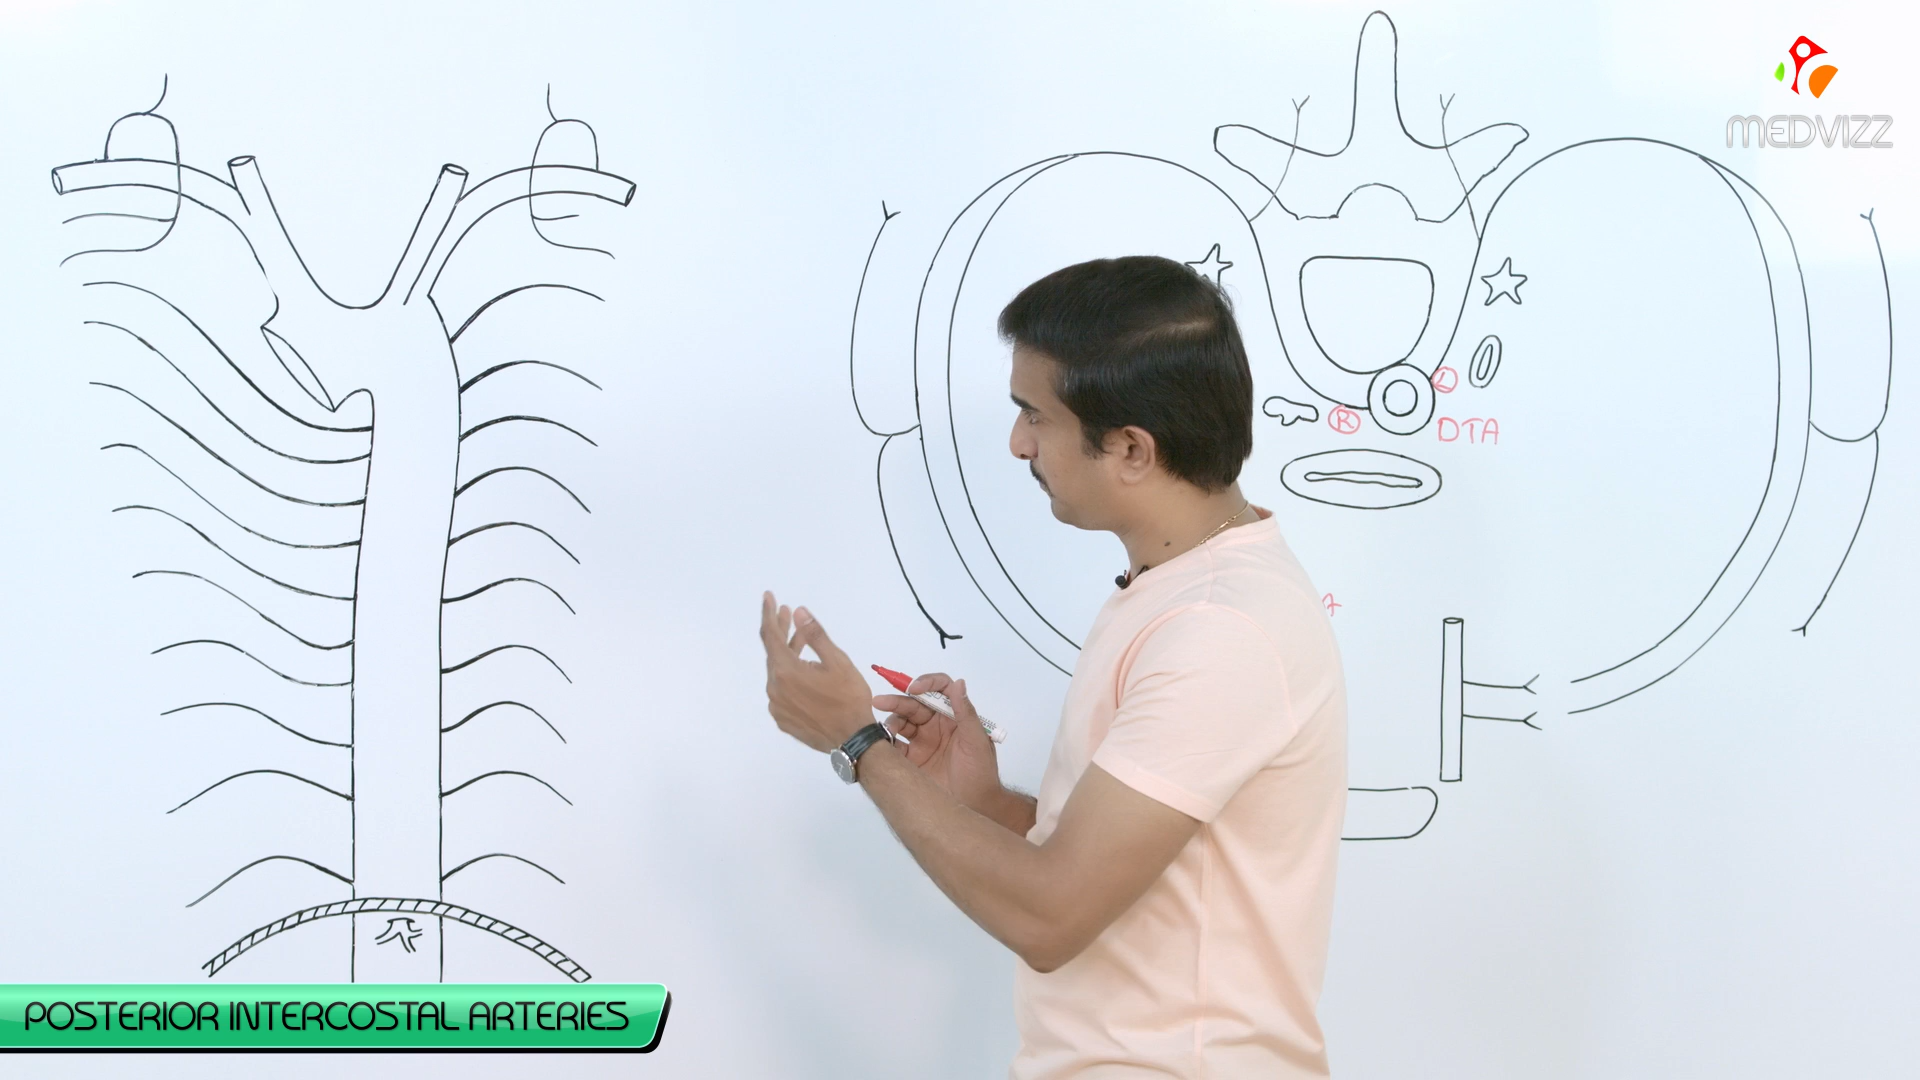 MEDVIZZ
L
R
DTA
POSTERIOR INTERCOSTAL ARTERIES